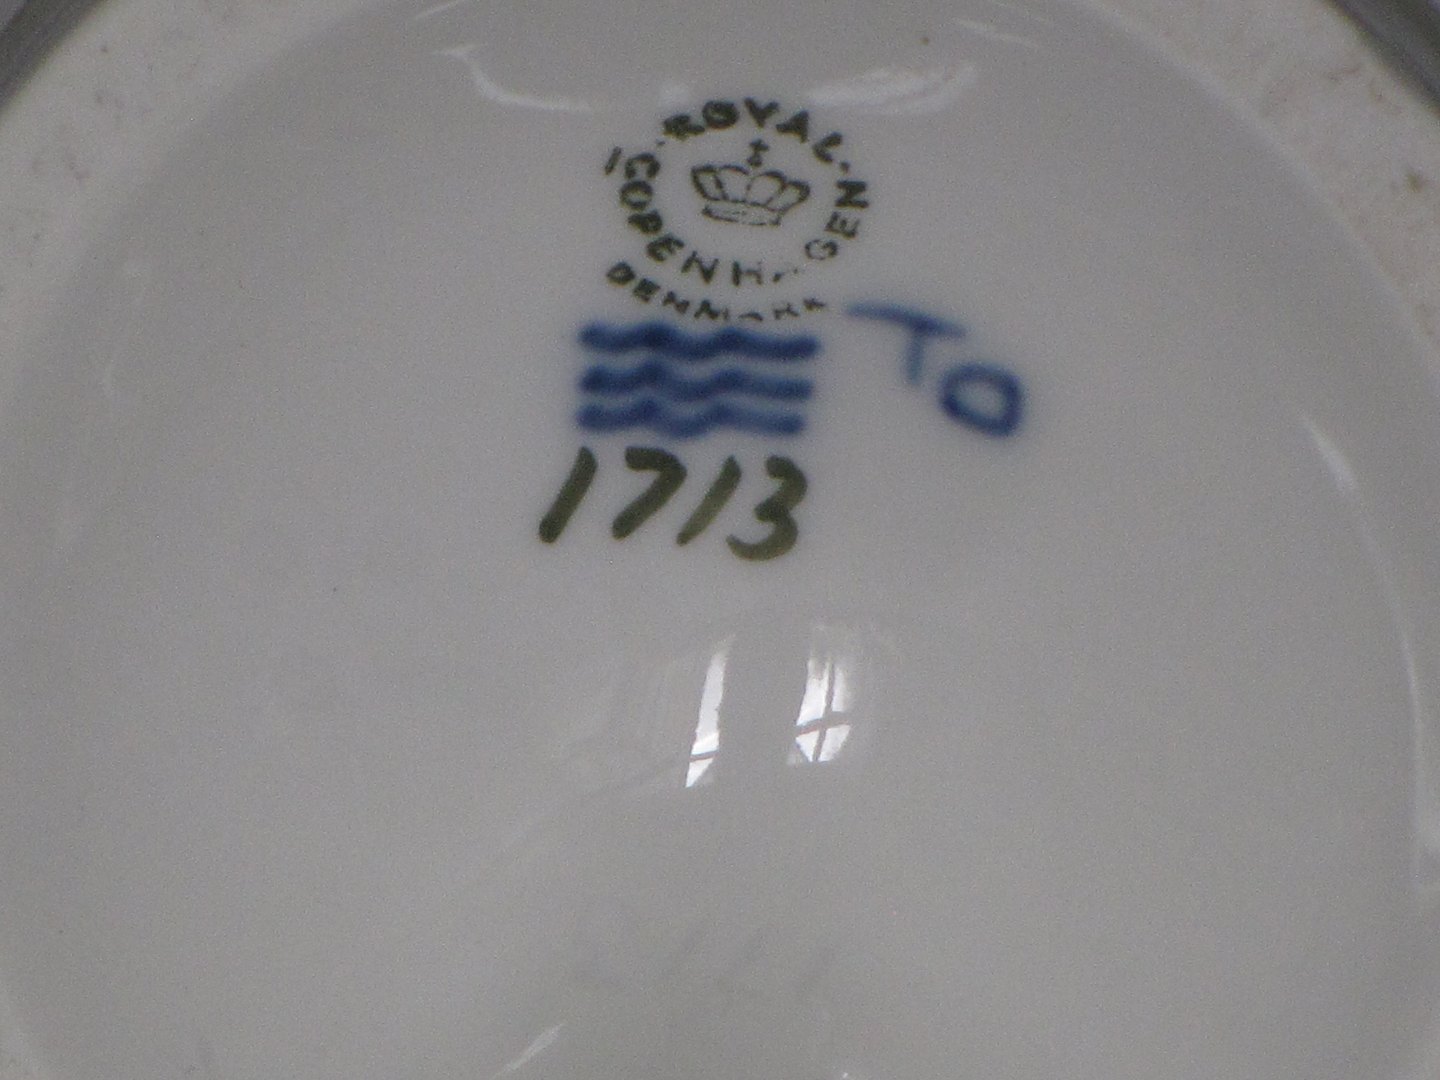 ROYAL
COPENHAGEN
DENMARK
TO
1713